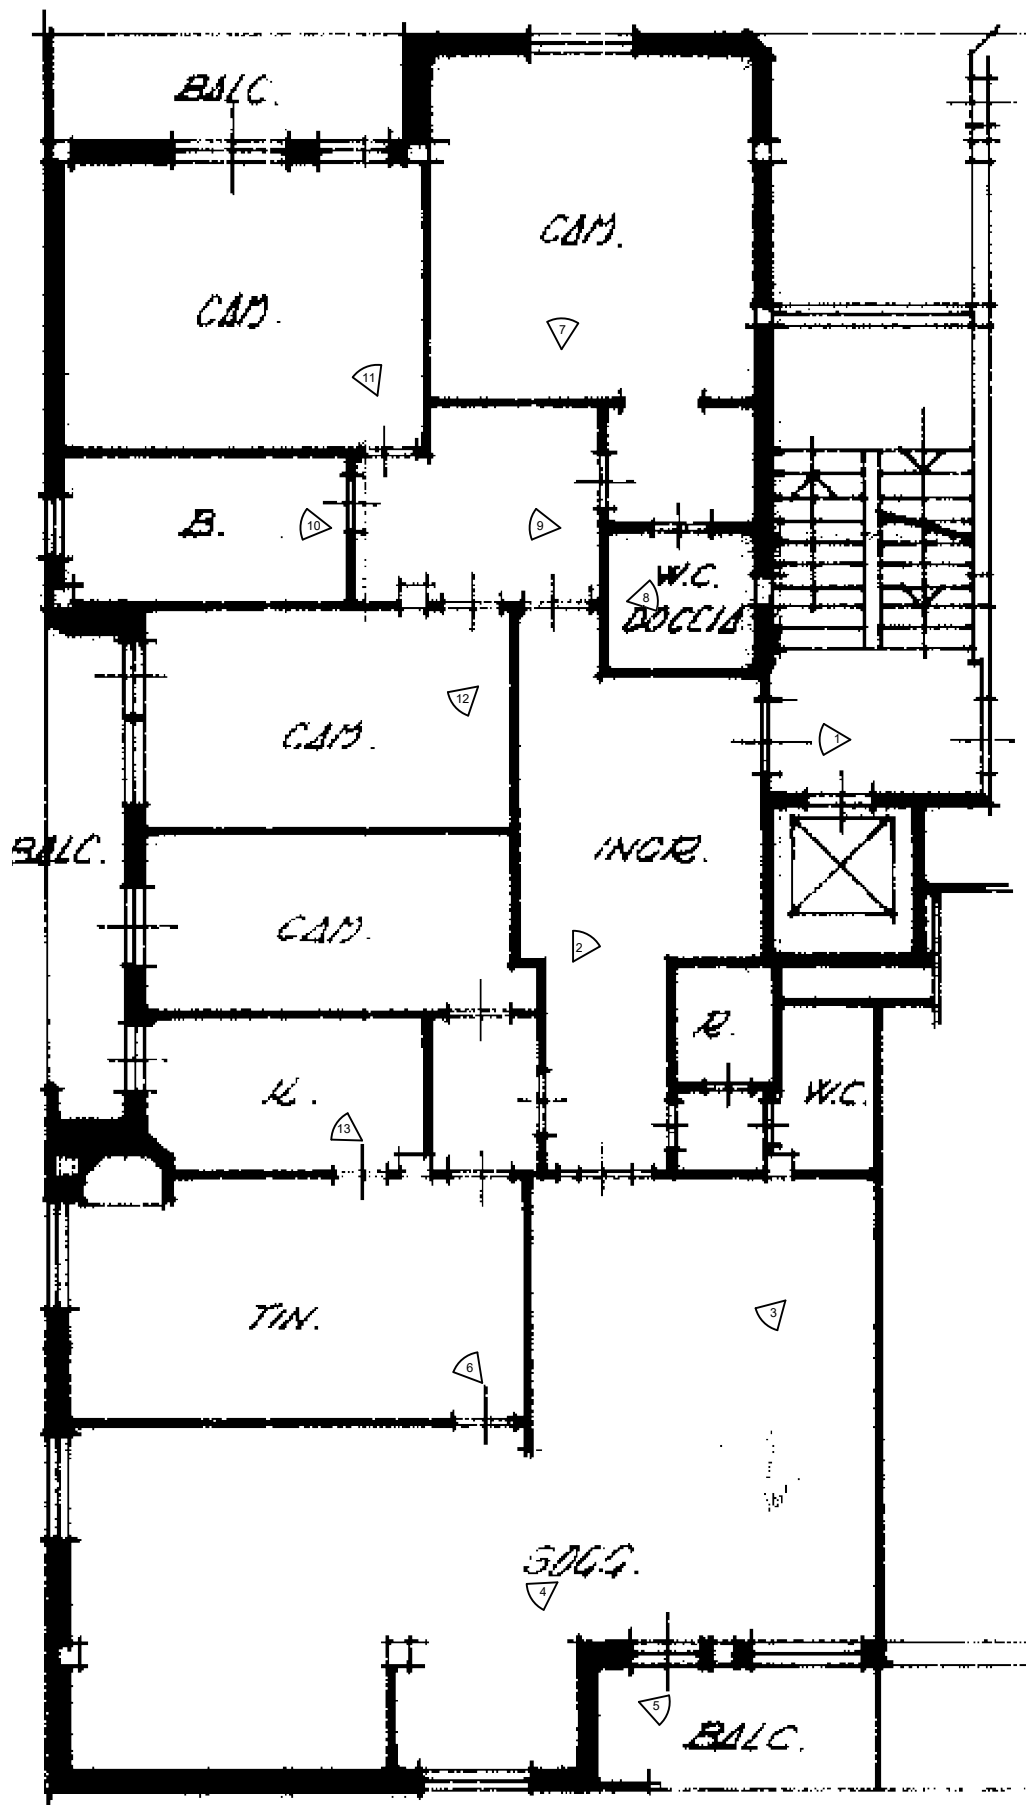 BALC.
CAM.
CAM.
7
11
B.
10
9
W.C.
8
DOCCIA
12
CAM.
1
BALC.
INGR.
CAM.
2
R.
K.
W.C.
13
3
TIN.
6
SOGG.
4
5
BALC.